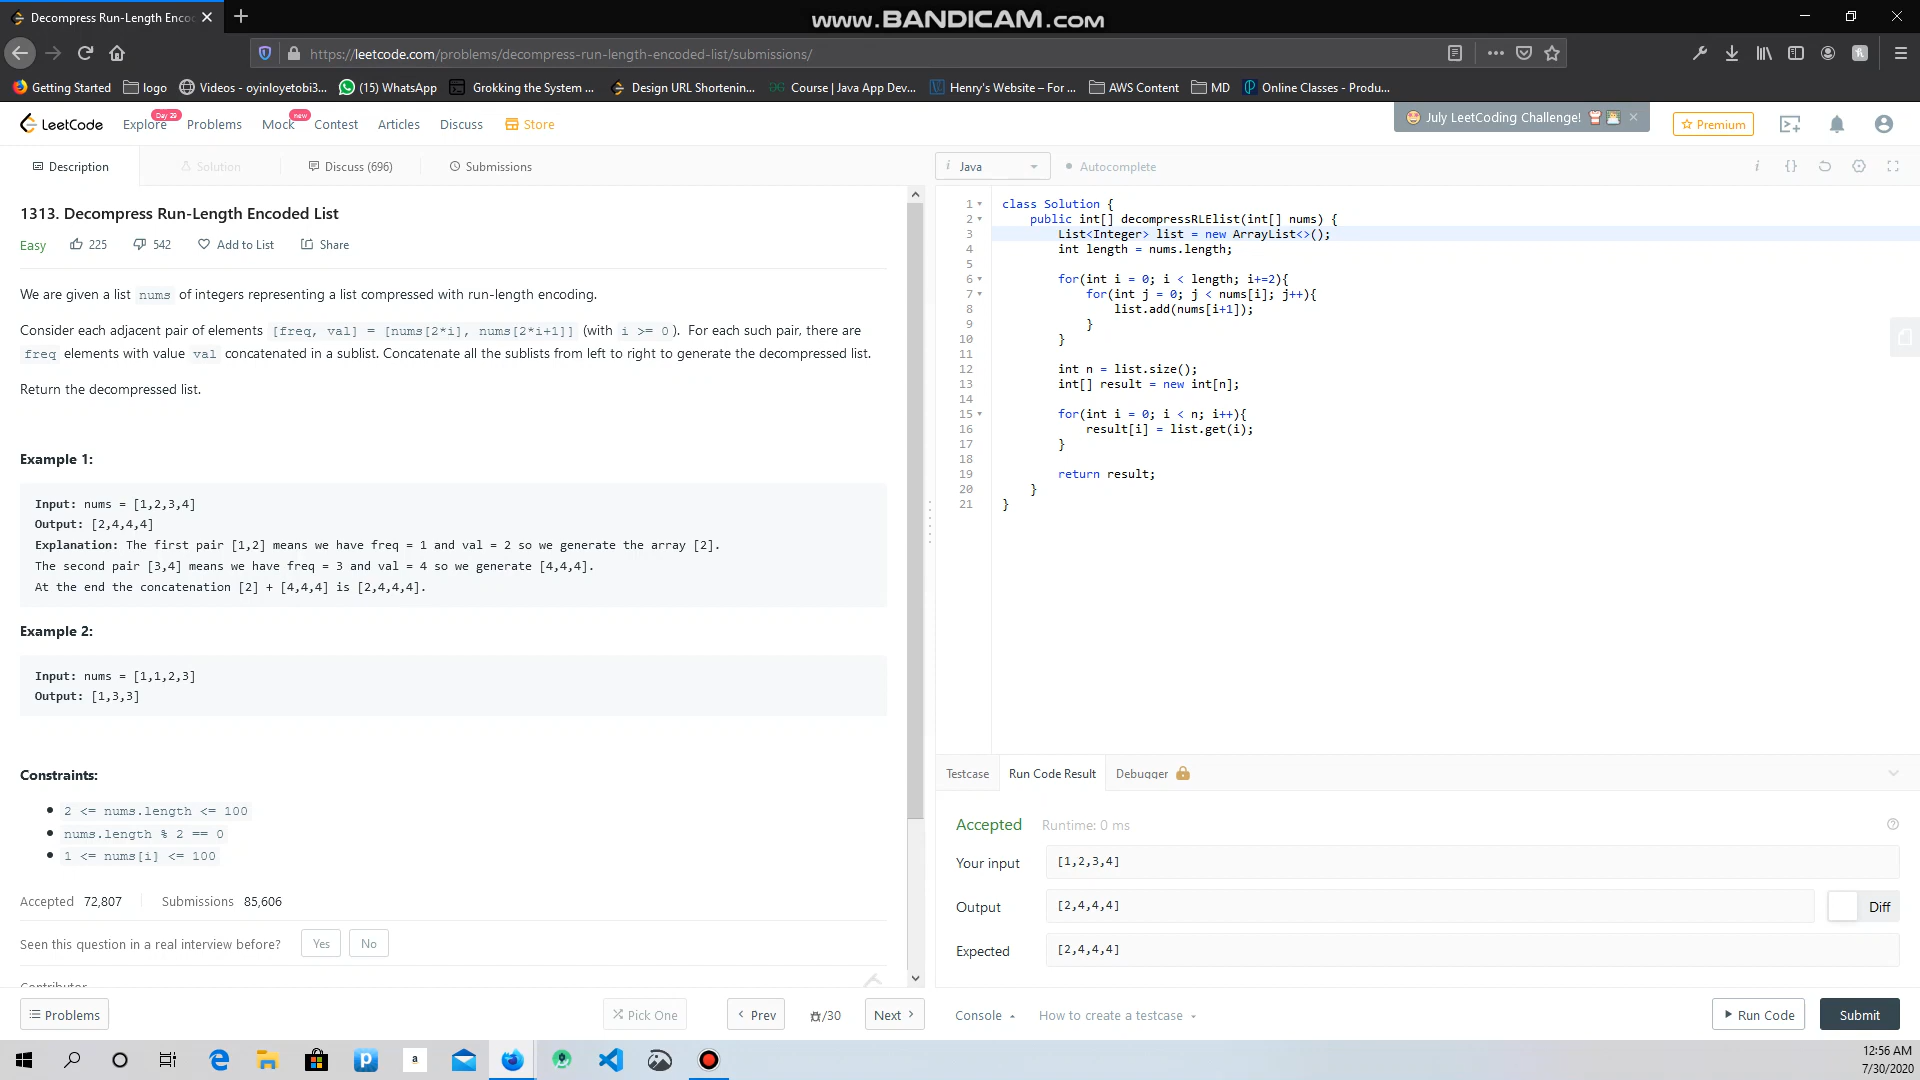 Decompress Run-Length Enco
www.BANDICAM.com
https://leetcode.com/problems/decompress-run-length-encoded-list/submissions/
Getting Started
logo
Videos - oyinloyetobi3...
(15) WhatsApp
Grokking the System ...
Design URL Shortenin...
Course | Java App Dev...
Henry's Website – For ...
AWS Content
MD
Online Classes - Produ...
LeetCode
Explore
Day 29
Problems
Mock
new
Contest
Articles
Discuss
Store
July LeetCoding Challenge!
Premium
Description
Solution
Discuss (696)
Submissions
i Java
Autocomplete
1313. Decompress Run-Length Encoded List
Easy
225
542
Add to List
Share
We are given a list nums of integers representing a list compressed with run-length encoding.
Consider each adjacent pair of elements [freq, val] = [nums[2*i], nums[2*i+1]] (with i >= 0). For each such pair, there are
freq elements with value val concatenated in a sublist. Concatenate all the sublists from left to right to generate the decompressed list.
Return the decompressed list.
Example 1:
Input: nums = [1,2,3,4]
Output: [2,4,4,4]
Explanation: The first pair [1,2] means we have freq = 1 and val = 2 so we generate the array [2].
The second pair [3,4] means we have freq = 3 and val = 4 so we generate [4,4,4].
At the end the concatenation [2] + [4,4,4] is [2,4,4,4].
Example 2:
Input: nums = [1,1,2,3]
Output: [1,3,3]
Constraints:
2 <= nums.length <= 100
nums.length % 2 == 0
1 <= nums[i] <= 100
Accepted 72,807
Submissions 85,606
Seen this question in a real interview before?
Yes
No
Contributor
Problems
Pick One
Prev
/30
Next
1 class Solution {
2 public int[] decompressRLElist(int[] nums) {
3 List<Integer> list = new ArrayList<>();
4 int length = nums.length;
5
6 for(int i = 0; i < length; i+=2){
7 for(int j = 0; j < nums[i]; j++){
8 list.add(nums[i+1]);
9 }
10 }
11
12 int n = list.size();
13 int[] result = new int[n];
14
15 for(int i = 0; i < n; i++){
16 result[i] = list.get(i);
17 }
18
19 return result;
20 }
21 }
Testcase
Run Code Result
Debugger
Accepted
Runtime: 0 ms
Your input
[1,2,3,4]
Output
[2,4,4,4]
Diff
Expected
[2,4,4,4]
Console
How to create a testcase
Run Code
Submit
12:56 AM
7/30/2020